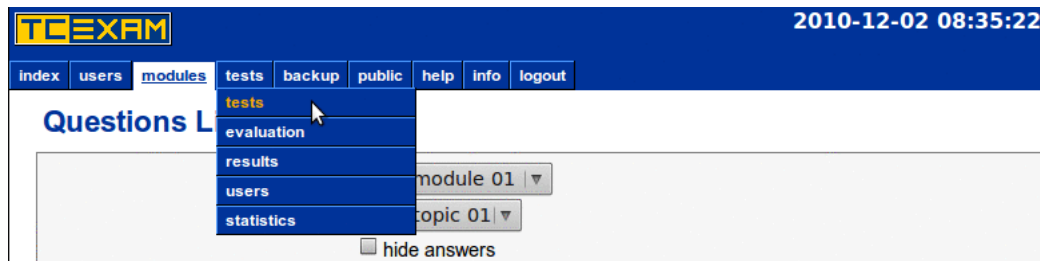 TCEXAM
2010-12-02 08:35:22
index users modules tests backup public help info logout
tests
Questions L
evaluation
results
module 01
users
topic 01
statistics
hide answers